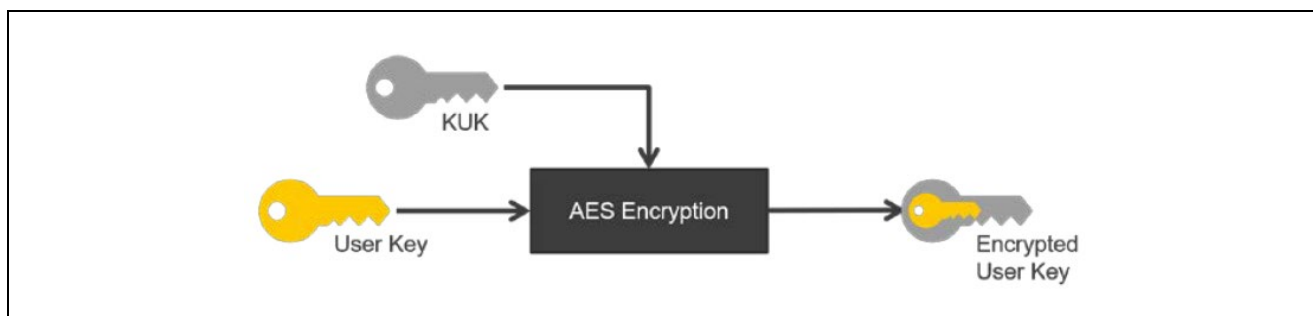 KUK
AES Encryption
User Key
Encrypted
User Key